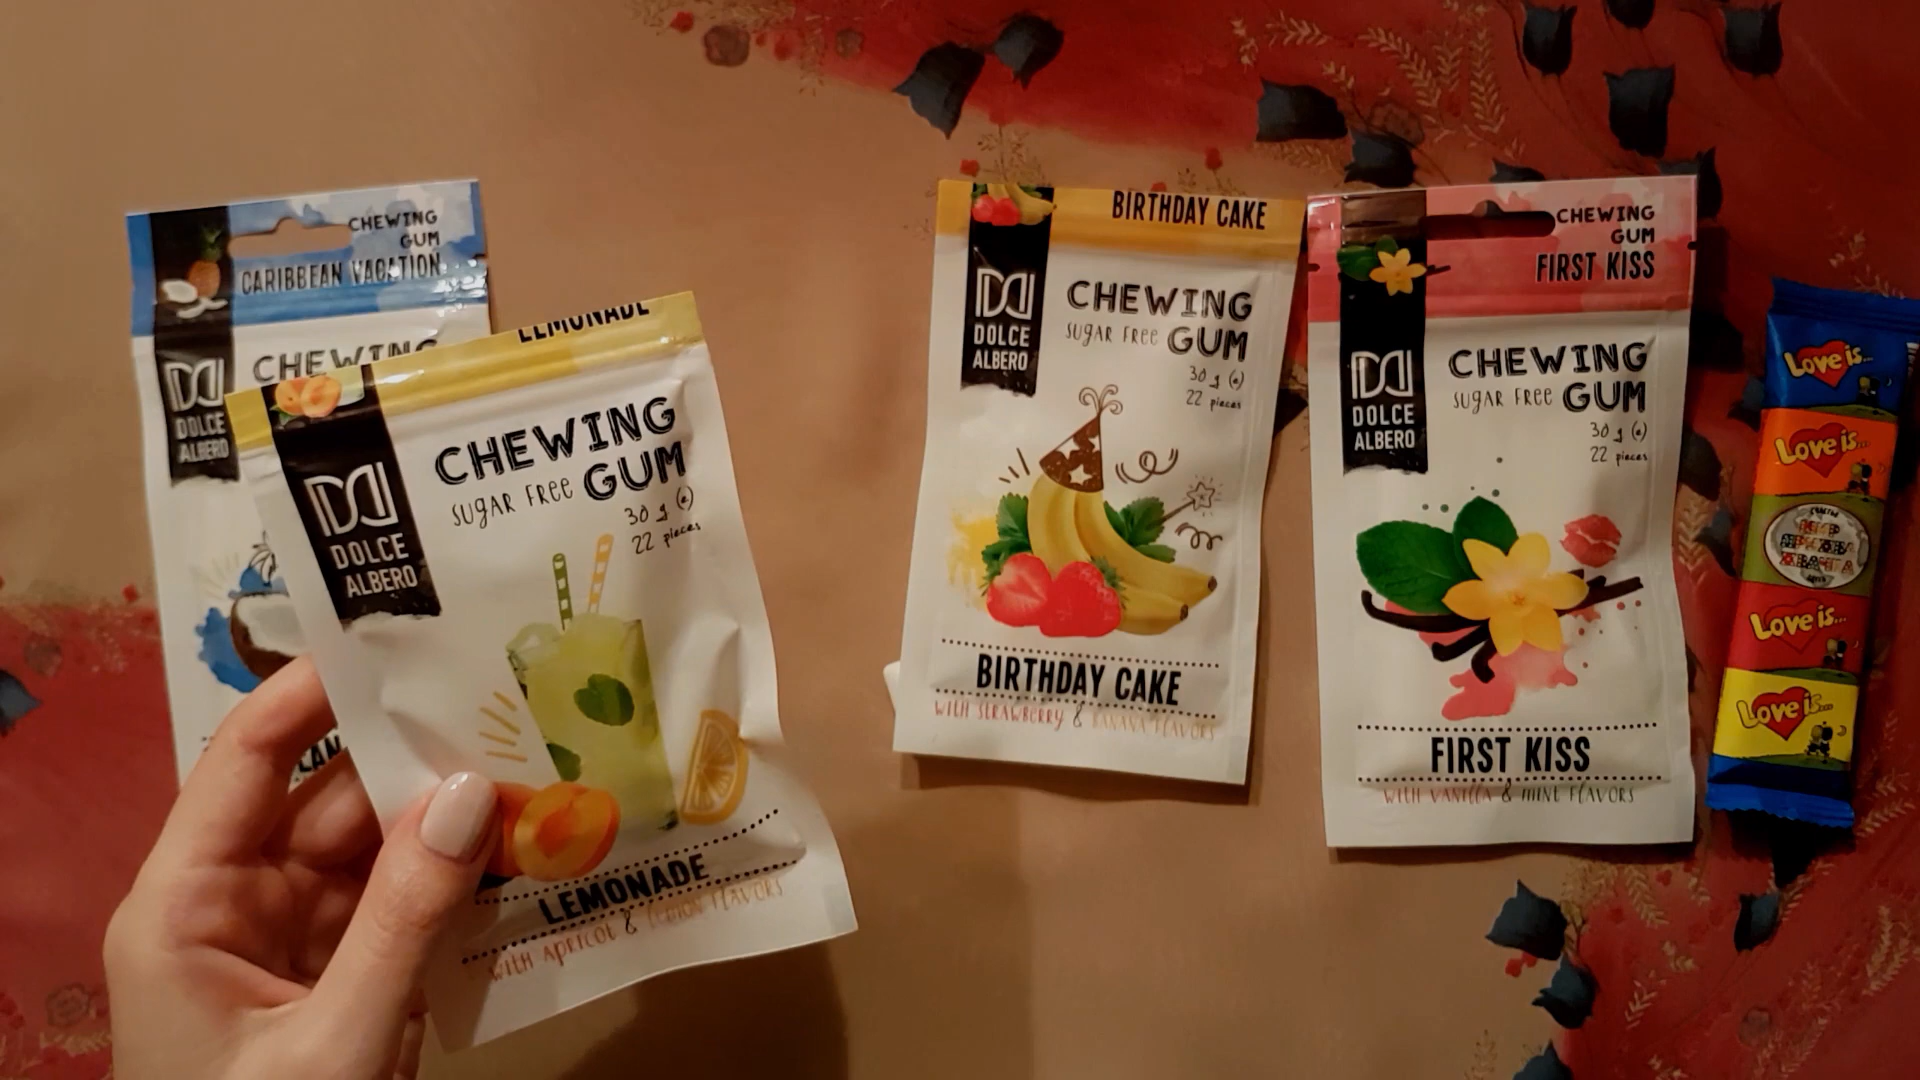 CHEWING
GUM
CARIBBEAN VACATION
CHEWING
DOLCE
ALBERO
LEMONADE
CHEWING
SUGAR FREE GUM
30 g (e)
22 pieces
DOLCE
ALBERO
LEMONADE
WITH APRICOT & LEMON FLAVORS
BIRTHDAY CAKE
CHEWING
SUGAR FREE GUM
30 g (e)
22 pieces
DOLCE
ALBERO
BIRTHDAY CAKE
WITH STRAWBERRY & BANANA FLAVORS
CHEWING
GUM
FIRST KISS
CHEWING
SUGAR FREE GUM
30 g (e)
22 pieces
DOLCE
ALBERO
FIRST KISS
WITH VANILLA & MINT FLAVORS
Love is...
Love is...
Love is...
Love is...